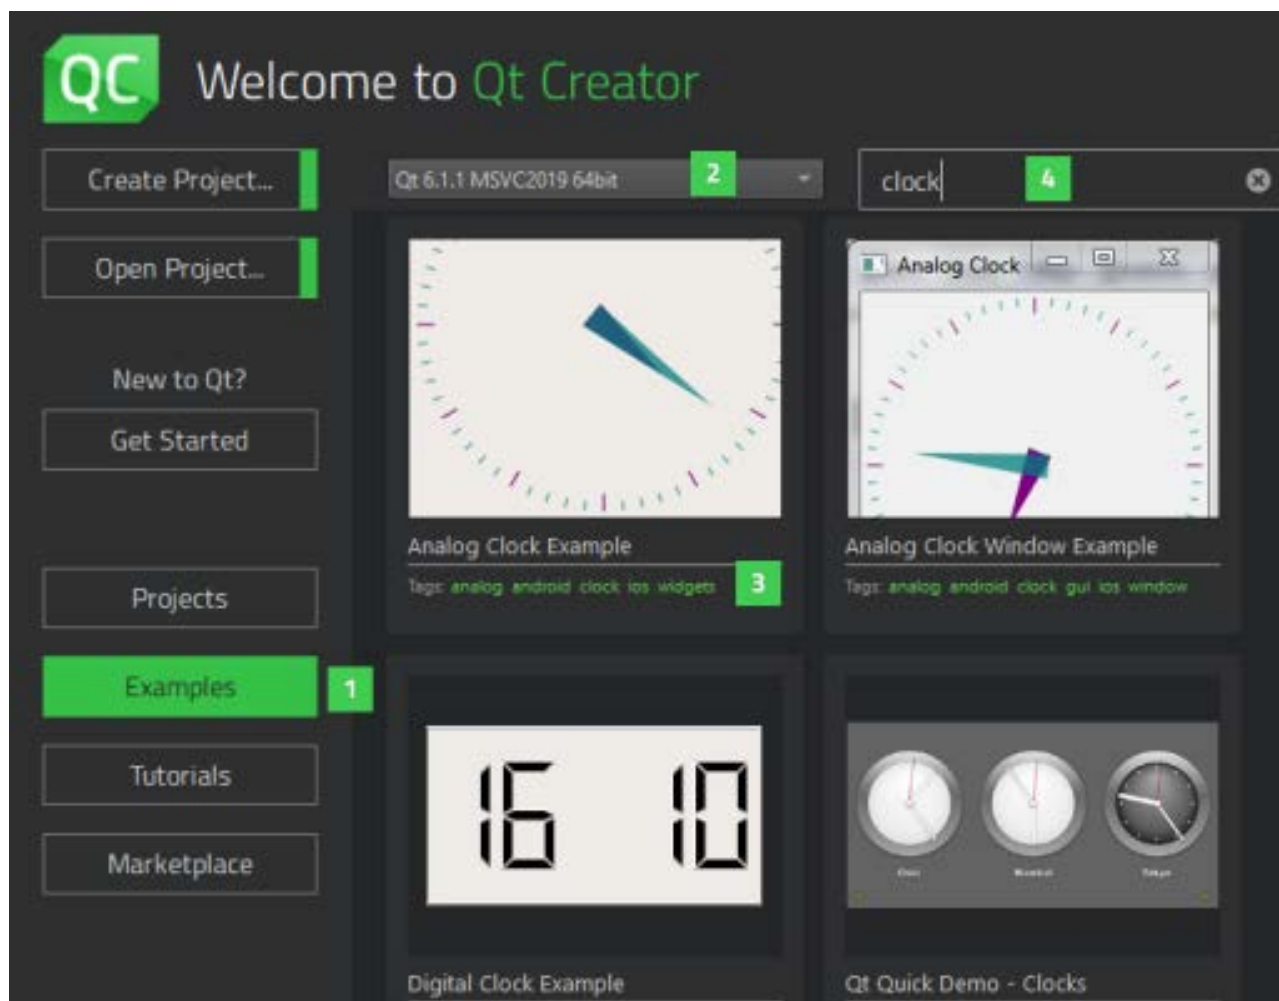 QC Welcome to Qt Creator
Create Project...
Qt 6.1.1 MSVC2019 64bit 2
clock 4
Open Project...
Analog Clock
New to Qt?
Get Started
Analog Clock Example
Analog Clock Window Example
Tags: analog android clock ios widgets 3
Tags: analog android clock gui ios window
Projects
Examples 1
Tutorials
Marketplace
16 10
Digital Clock Example
Qt Quick Demo - Clocks